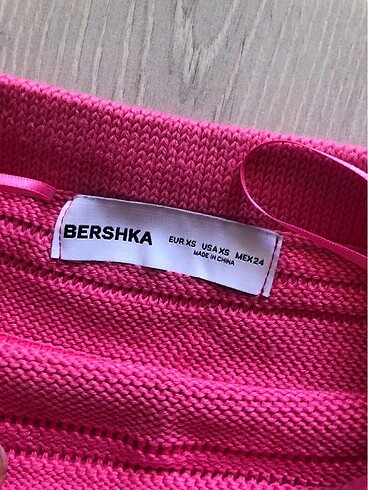 BERSHKA
EUR XS USA XS MEX 24
MADE IN CHINA